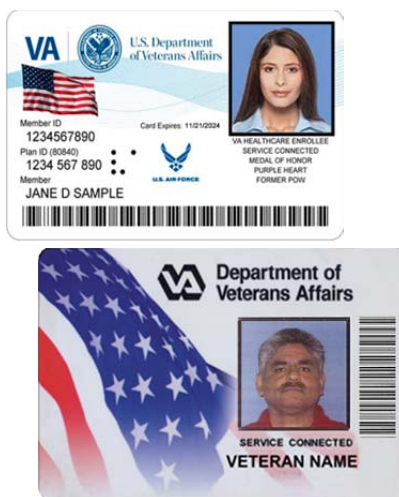 VA
U.S. Department
of Veterans Affairs
Member ID
1234567890
Card Expires: 11/21/2024
Plan ID (80840)
1234 567 890
U.S. AIR FORCE
Member
JANE D SAMPLE
VA HEALTHCARE ENROLLEE
SERVICE CONNECTED
MEDAL OF HONOR
PURPLE HEART
FORMER POW
VA
Department of
Veterans Affairs
SERVICE CONNECTED
VETERAN NAME